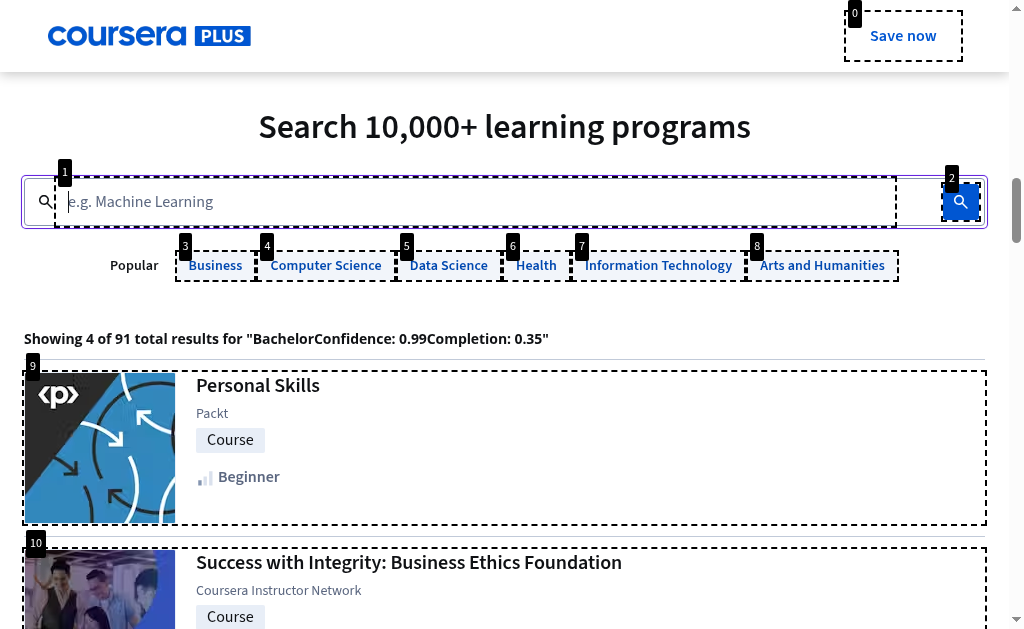 coursera PLUS
0
Save now
Search 10,000+ learning programs
1
e.g. Machine Learning
2
Popular
3
Business
4
Computer Science
5
Data Science
6
Health
7
Information Technology
8
Arts and Humanities
Showing 4 of 91 total results for "BachelorConfidence: 0.99Completion: 0.35"
9
<p>
Personal Skills
Packt
Course
Beginner
10
Success with Integrity: Business Ethics Foundation
Coursera Instructor Network
Course